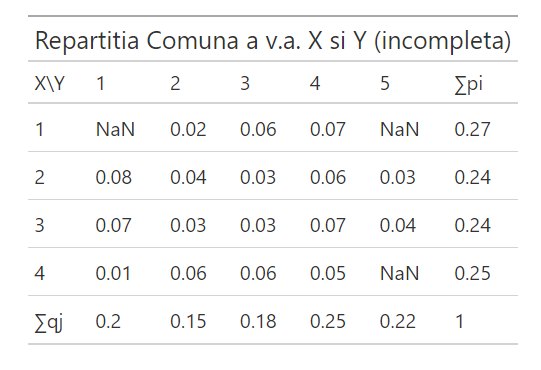 Repartitia Comuna a v.a. X si Y (incompleta)
X\Y 1 2 3 4 5 ∑pi
1 NaN 0.02 0.06 0.07 NaN 0.27
2 0.08 0.04 0.03 0.06 0.03 0.24
3 0.07 0.03 0.03 0.07 0.04 0.24
4 0.01 0.06 0.06 0.05 NaN 0.25
∑qj 0.2 0.15 0.18 0.25 0.22 1